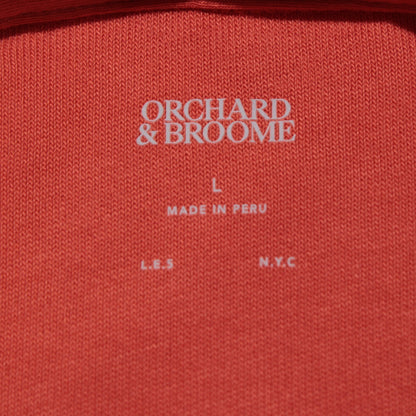 ORCHARD
& BROOME
L
MADE IN PERU
L.E.S N.Y.C